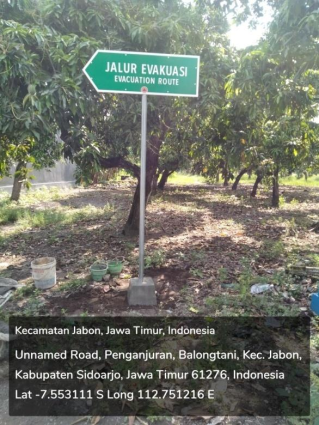 JALUR EVAKUASI
EVACUATION ROUTE
Kecamatan Jabon, Jawa Timur, Indonesia
Unnamed Road, Penganjuran, Balongtani, Kec. Jabon,
Kabupaten Sidoarjo, Jawa Timur 61276, Indonesia
Lat -7.553111 S Long 112.751216 E